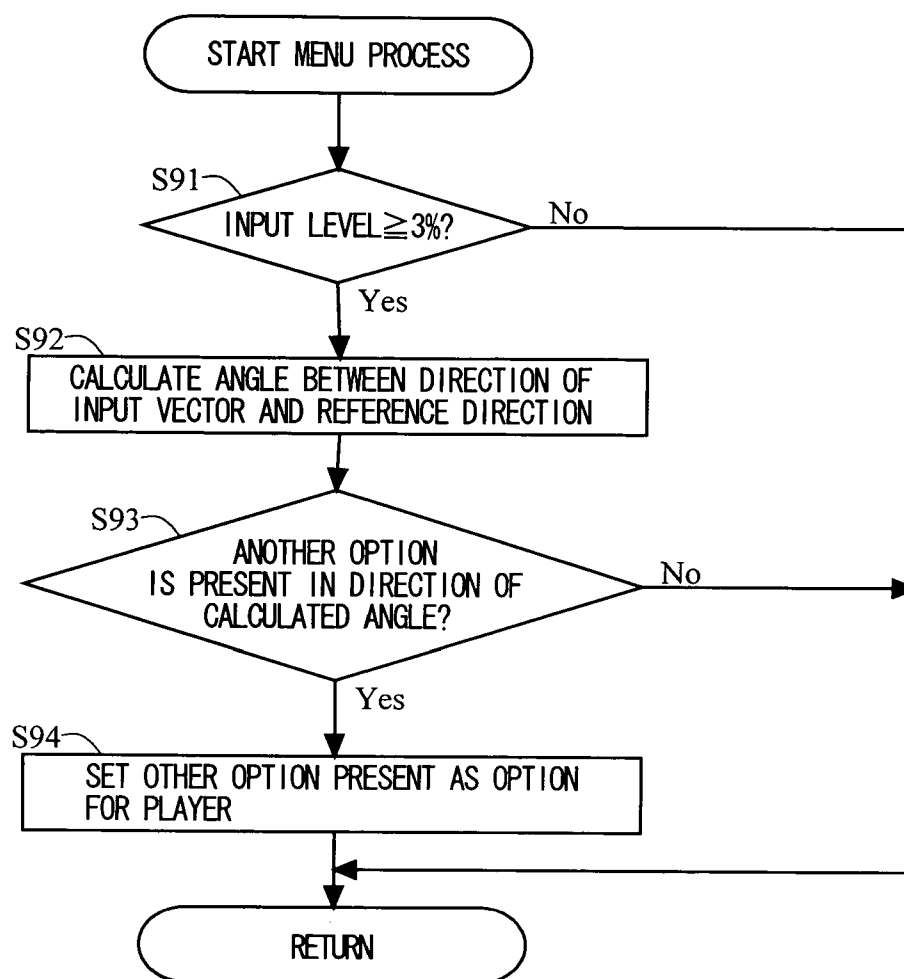 START MENU PROCESS
S91
INPUT LEVEL≧3%?
No
Yes
S92
CALCULATE ANGLE BETWEEN DIRECTION OF
INPUT VECTOR AND REFERENCE DIRECTION
S93
ANOTHER OPTION
IS PRESENT IN DIRECTION OF
CALCULATED ANGLE?
No
Yes
S94
SET OTHER OPTION PRESENT AS OPTION
FOR PLAYER
RETURN